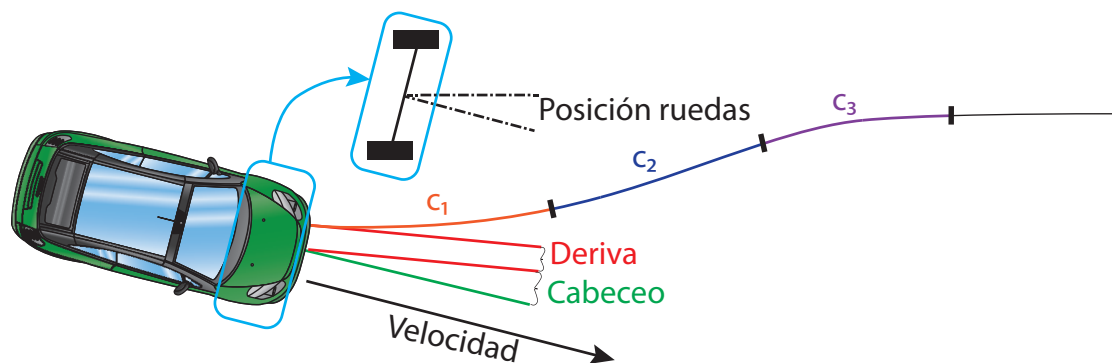 Posición ruedas
C3
C2
C1
Deriva
Cabeceo
Velocidad